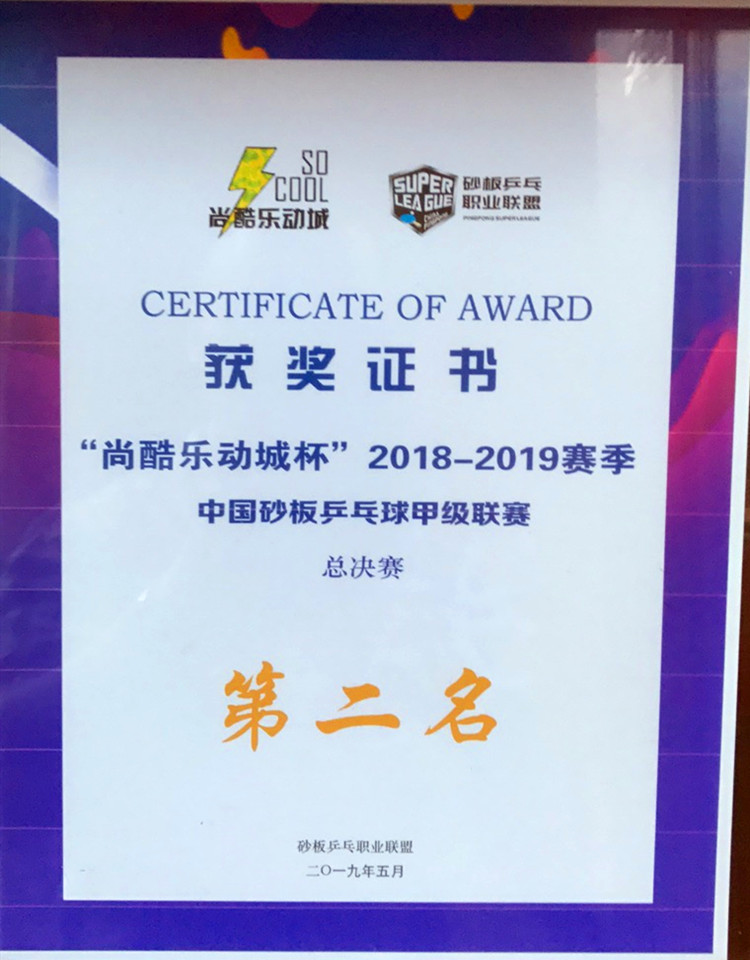 SO
COOL
尚酷乐动城
SUPER
LEAGUE
砂板乒乓
职业联盟
PINGPONG SUPER LEAGUE
CERTIFICATE OF AWARD
获奖证书
“尚酷乐动城杯”2018-2019赛季
中国砂板乒乓球甲级联赛
总决赛
第二名
砂板乒乓职业联盟
二〇一九年五月